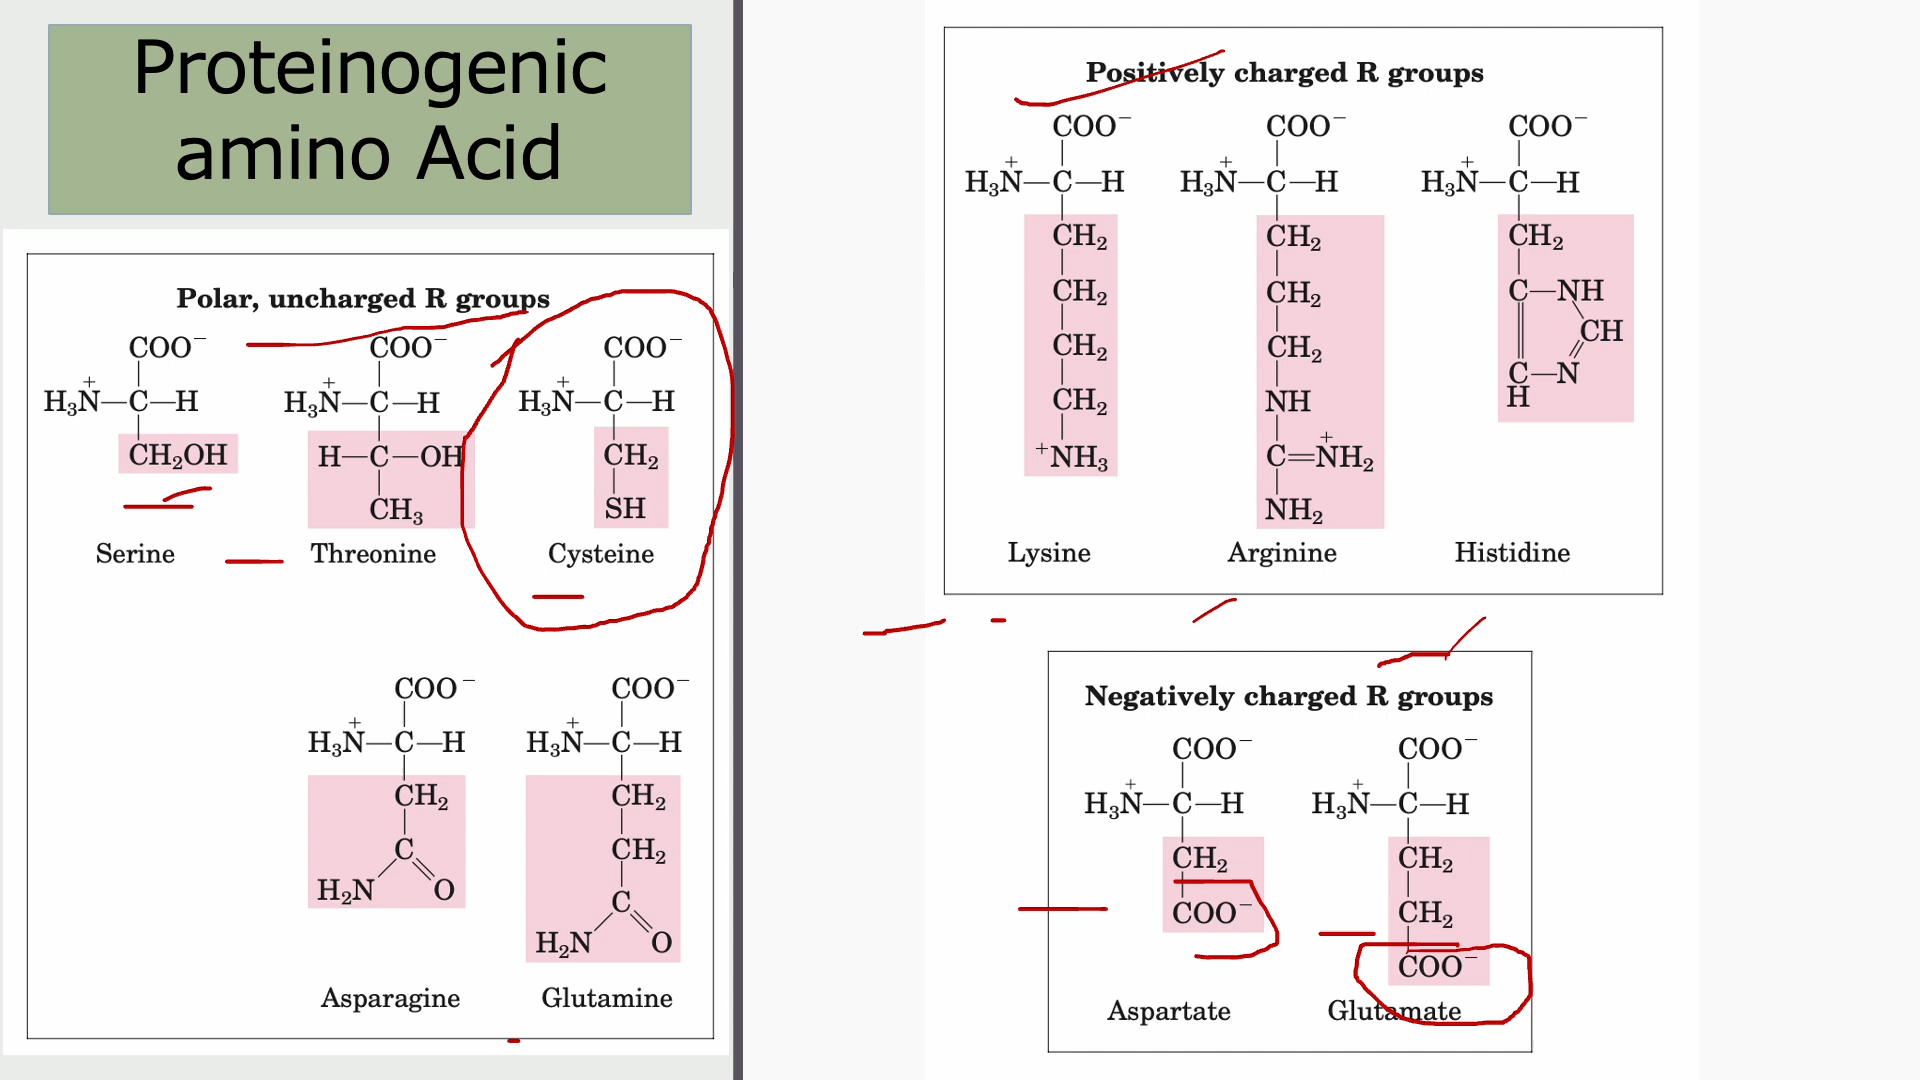 Proteinogenic
amino Acid
Polar, uncharged R groups
COO⁻ COO⁻ COO⁻
H₃N⁺—C—H H₃N⁺—C—H H₃N⁺—C—H
CH₂OH H—C—OH CH₂
CH₃ SH
Serine Threonine Cysteine
COO⁻ COO⁻
H₃N⁺—C—H H₃N⁺—C—H
CH₂ CH₂
C CH₂
H₂N O C
H₂N O
Asparagine Glutamine
Positively charged R groups
COO⁻ COO⁻ COO⁻
H₃N⁺—C—H H₃N⁺—C—H H₃N⁺—C—H
CH₂ CH₂ CH₂
CH₂ CH₂ C—NH
CH
CH₂ CH₂ C—N
H
CH₂ NH
⁺NH₃ C=N⁺H₂
NH₂
Lysine Arginine Histidine
Negatively charged R groups
COO⁻ COO⁻
H₃N⁺—C—H H₃N⁺—C—H
CH₂ CH₂
COO⁻ CH₂
COO⁻
Aspartate Glutamate